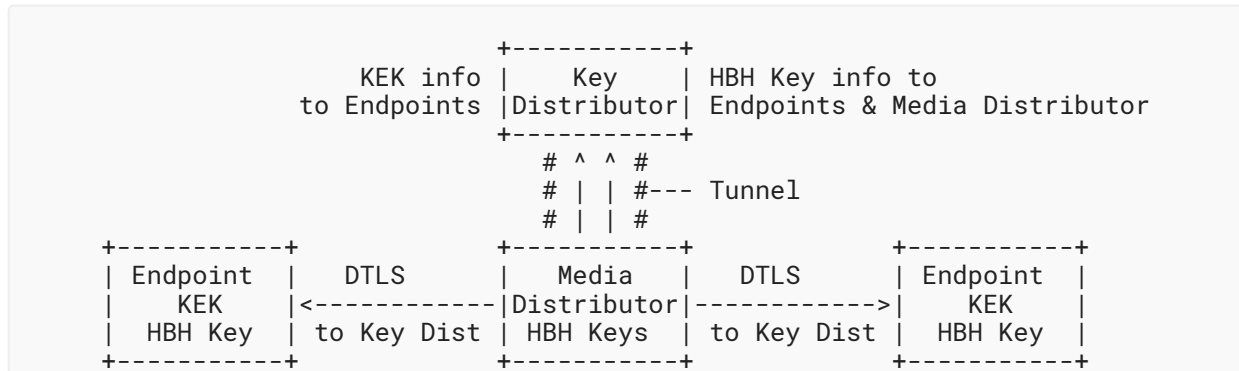 +-----------+
                   KEK info |    Key    | HBH Key info to
               to Endpoints |Distributor| Endpoints & Media Distributor
                            +-----------+
                               # ^ ^ #
                               # | | #--- Tunnel
                               # | | #
    +-----------+           +-----------+           +-----------+
    | Endpoint  |   DTLS    |   Media   |   DTLS    | Endpoint  |
    |    KEK    |<------------|Distributor|------------>|    KEK    |
    |  HBH Key  | to Key Dist | HBH Keys  | to Key Dist |  HBH Key  |
    +-----------+           +-----------+           +-----------+